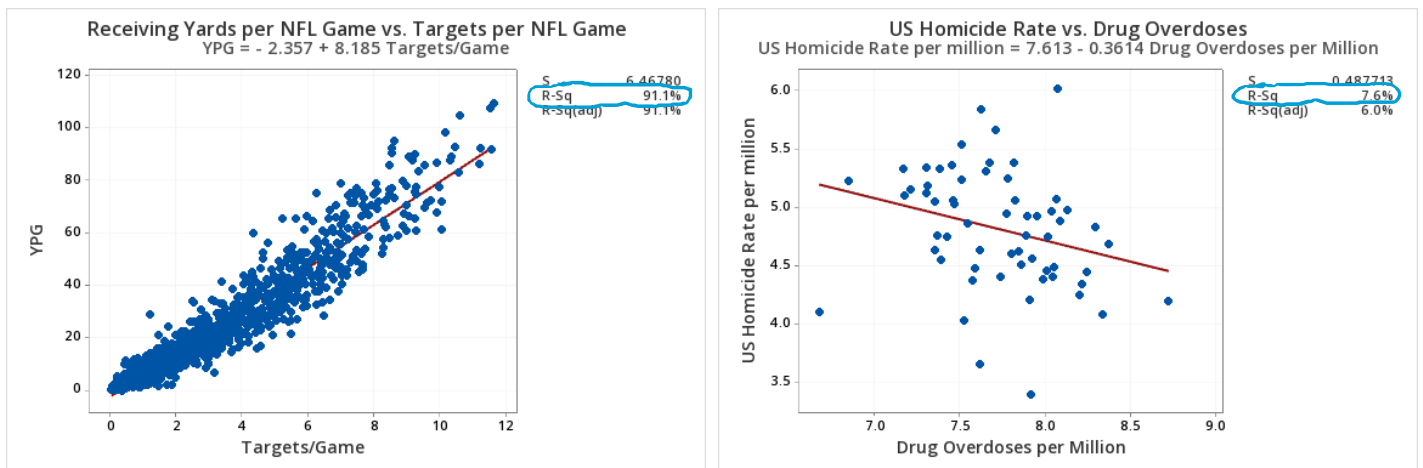 Receiving Yards per NFL Game vs. Targets per NFL Game
YPG = - 2.357 + 8.185 Targets/Game
S 6.46780
R-Sq 91.1%
R-Sq(adj) 91.1%
120
100
80
60
40
20
0
YPG
0 2 4 6 8 10 12
Targets/Game
US Homicide Rate vs. Drug Overdoses
US Homicide Rate per million = 7.613 - 0.3614 Drug Overdoses per Million
S 0.487713
R-Sq 7.6%
R-Sq(adj) 6.0%
6.0
5.5
5.0
4.5
4.0
3.5
US Homicide Rate per million
7.0 7.5 8.0 8.5 9.0
Drug Overdoses per Million